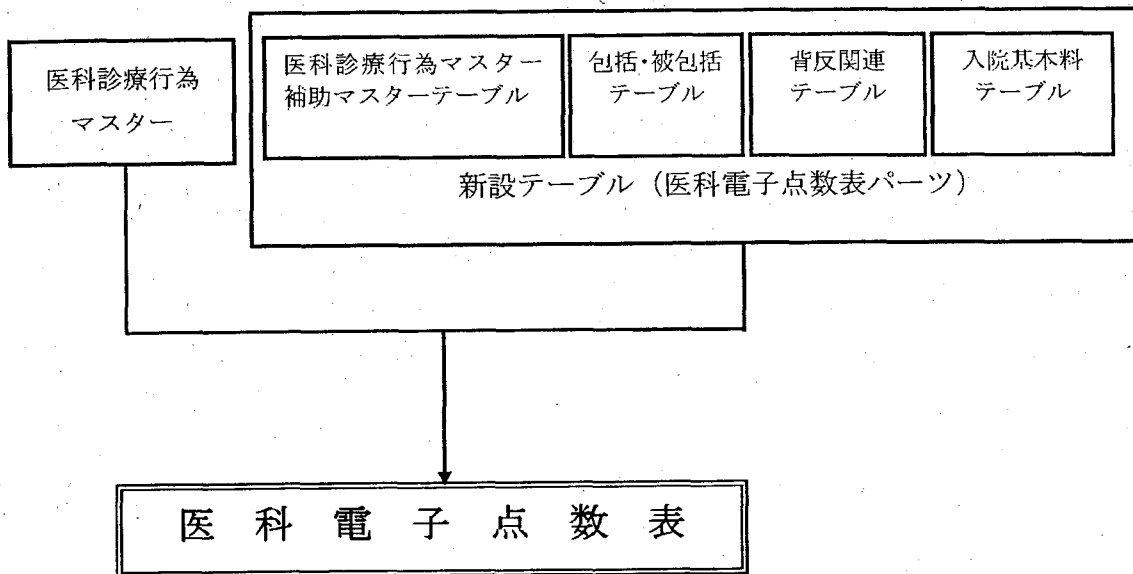 医科診療行為
マスター
医科診療行為マスター
補助マスターテーブル
包括・被包括
テーブル
背反関連
テーブル
入院基本料
テーブル
新設テーブル（医科電子点数表パーツ）
医科電子点数表